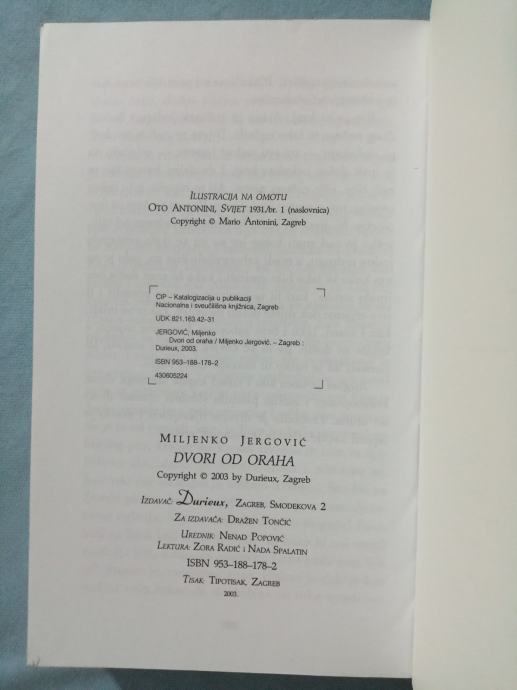 ILUSTRACIJA NA OMOTU
OTO ANTONINI, SVIJET 1931/br. 1 (naslovnica)
Copyright © Mario Antonini, Zagreb
CIP – Katalogizacija u publikaciji
Nacionalna i sveučilišna knjižnica, Zagreb
UDK 821.163.42–31
JERGOVIĆ, Miljenko
Dvori od oraha / Miljenko Jergović. – Zagreb :
Durieux, 2003.
ISBN 953–188–178–2
430605224
MILJENKO JERGOVIĆ
DVORI OD ORAHA
Copyright © 2003 by Durieux, Zagreb
IZDAVAČ: Durieux, ZAGREB, SMODEKOVA 2
ZA IZDAVAČA: DRAŽEN TONČIĆ
UREDNIK: NENAD POPOVIĆ
LEKTURA: ZORA RADIĆ I NADA SPALATIN
ISBN 953–188–178–2
TISAK: TIPOTISAK, ZAGREB
2003.